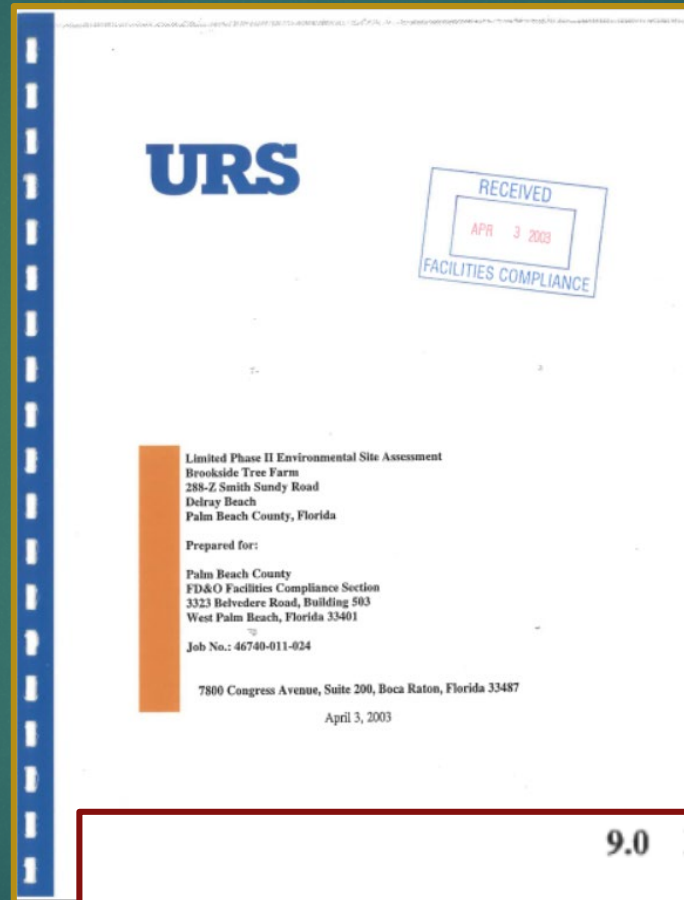 URS
RECEIVED
APR 3 2003
FACILITIES COMPLIANCE
Limited Phase II Environmental Site Assessment
Brookside Tree Farm
288-Z Smith Sundy Road
Delray Beach
Palm Beach County, Florida
Prepared for:
Palm Beach County
FD&O Facilities Compliance Section
3323 Belvedere Road, Building 503
West Palm Beach, Florida 33401
Job No.: 46740-011-024
7800 Congress Avenue, Suite 200, Boca Raton, Florida 33487
April 3, 2003
9.0